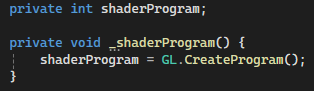 private int shaderProgram;
private void _shaderProgram() {
shaderProgram = GL.CreateProgram();
}